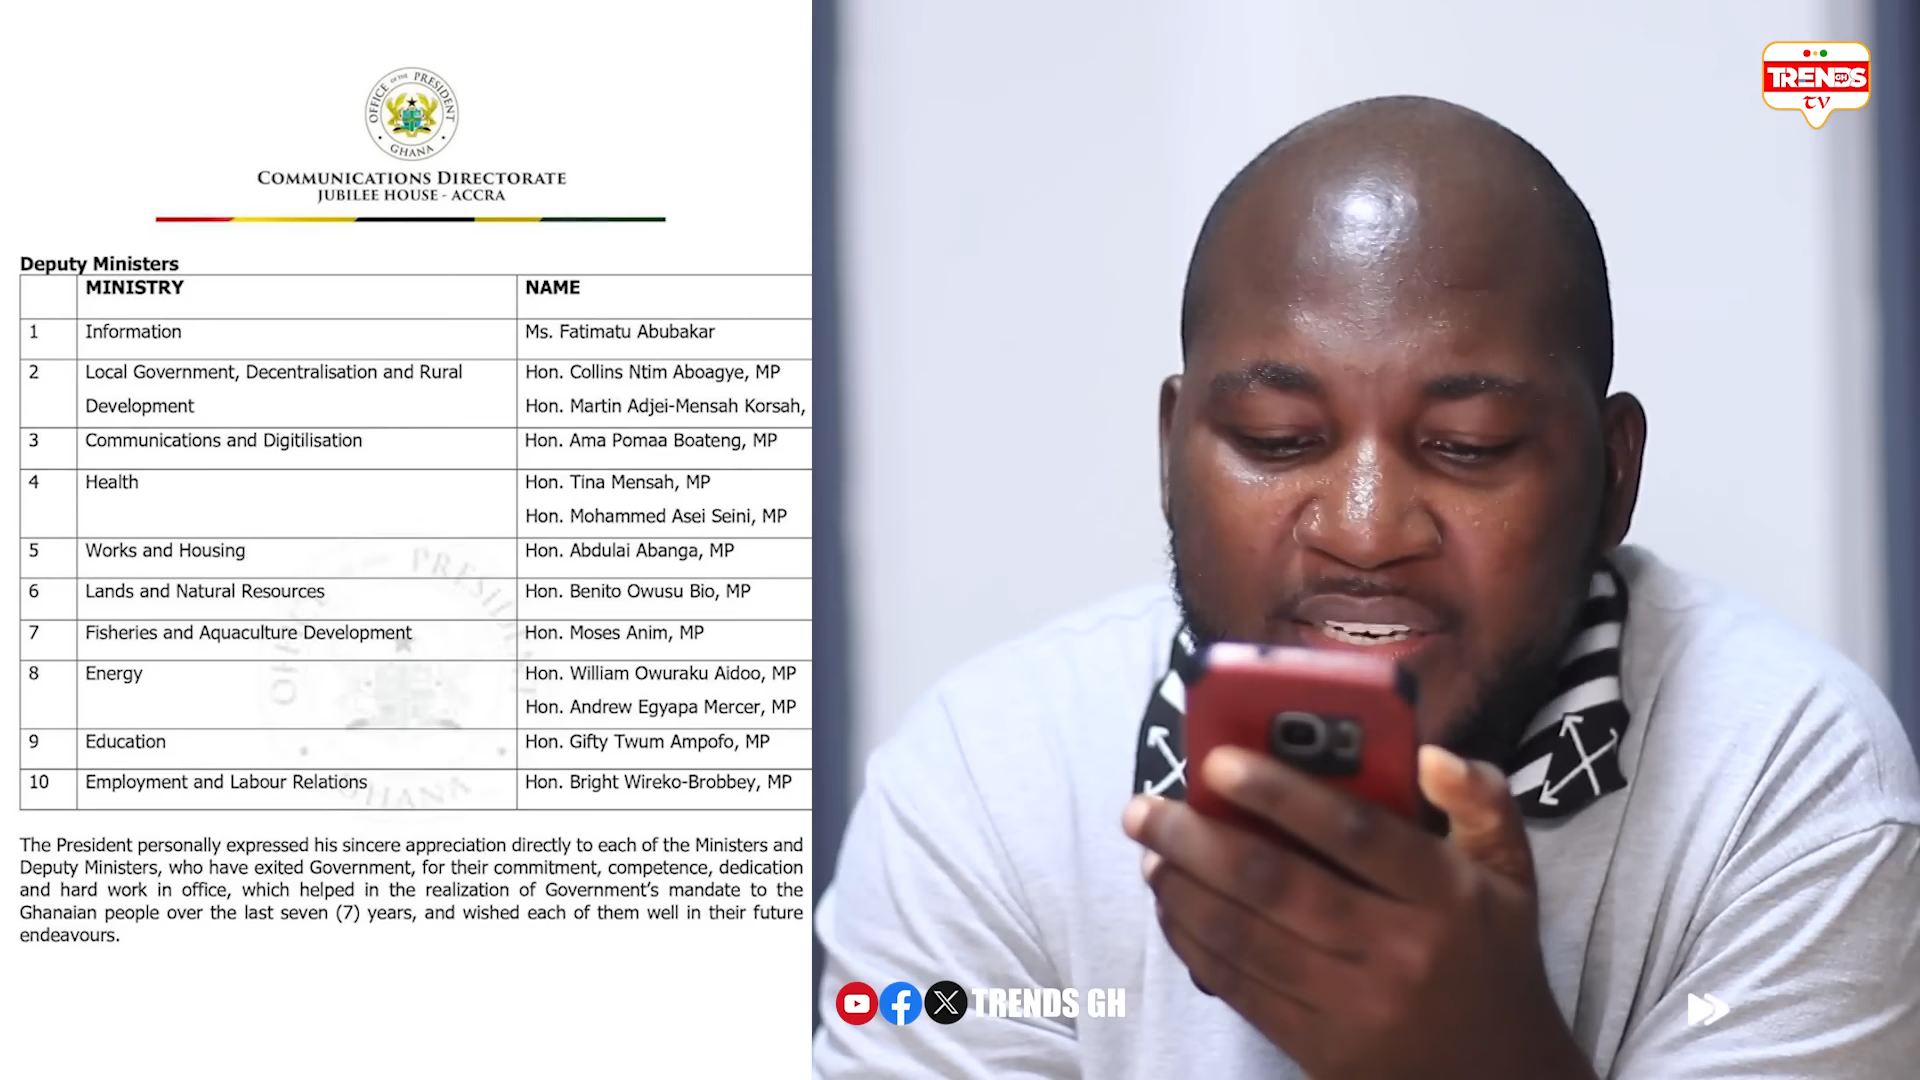 OFFICE OF THE PRESIDENT
GHANA
COMMUNICATIONS DIRECTORATE
JUBILEE HOUSE - ACCRA
Deputy Ministers
MINISTRY NAME
1 Information Ms. Fatimatu Abubakar
2 Local Government, Decentralisation and Rural Hon. Collins Ntim Aboagye, MP
Development Hon. Martin Adjei-Mensah Korsah,
3 Communications and Digitilisation Hon. Ama Pomaa Boateng, MP
4 Health Hon. Tina Mensah, MP
Hon. Mohammed Asei Seini, MP
5 Works and Housing Hon. Abdulai Abanga, MP
6 Lands and Natural Resources Hon. Benito Owusu Bio, MP
7 Fisheries and Aquaculture Development Hon. Moses Anim, MP
8 Energy Hon. William Owuraku Aidoo, MP
Hon. Andrew Egyapa Mercer, MP
9 Education Hon. Gifty Twum Ampofo, MP
10 Employment and Labour Relations Hon. Bright Wireko-Brobbey, MP
The President personally expressed his sincere appreciation directly to each of the Ministers and
Deputy Ministers, who have exited Government, for their commitment, competence, dedication
and hard work in office, which helped in the realization of Government's mandate to the
Ghanaian people over the last seven (7) years, and wished each of them well in their future
endeavours.
TRENDS GH
TV
TRENDS GH